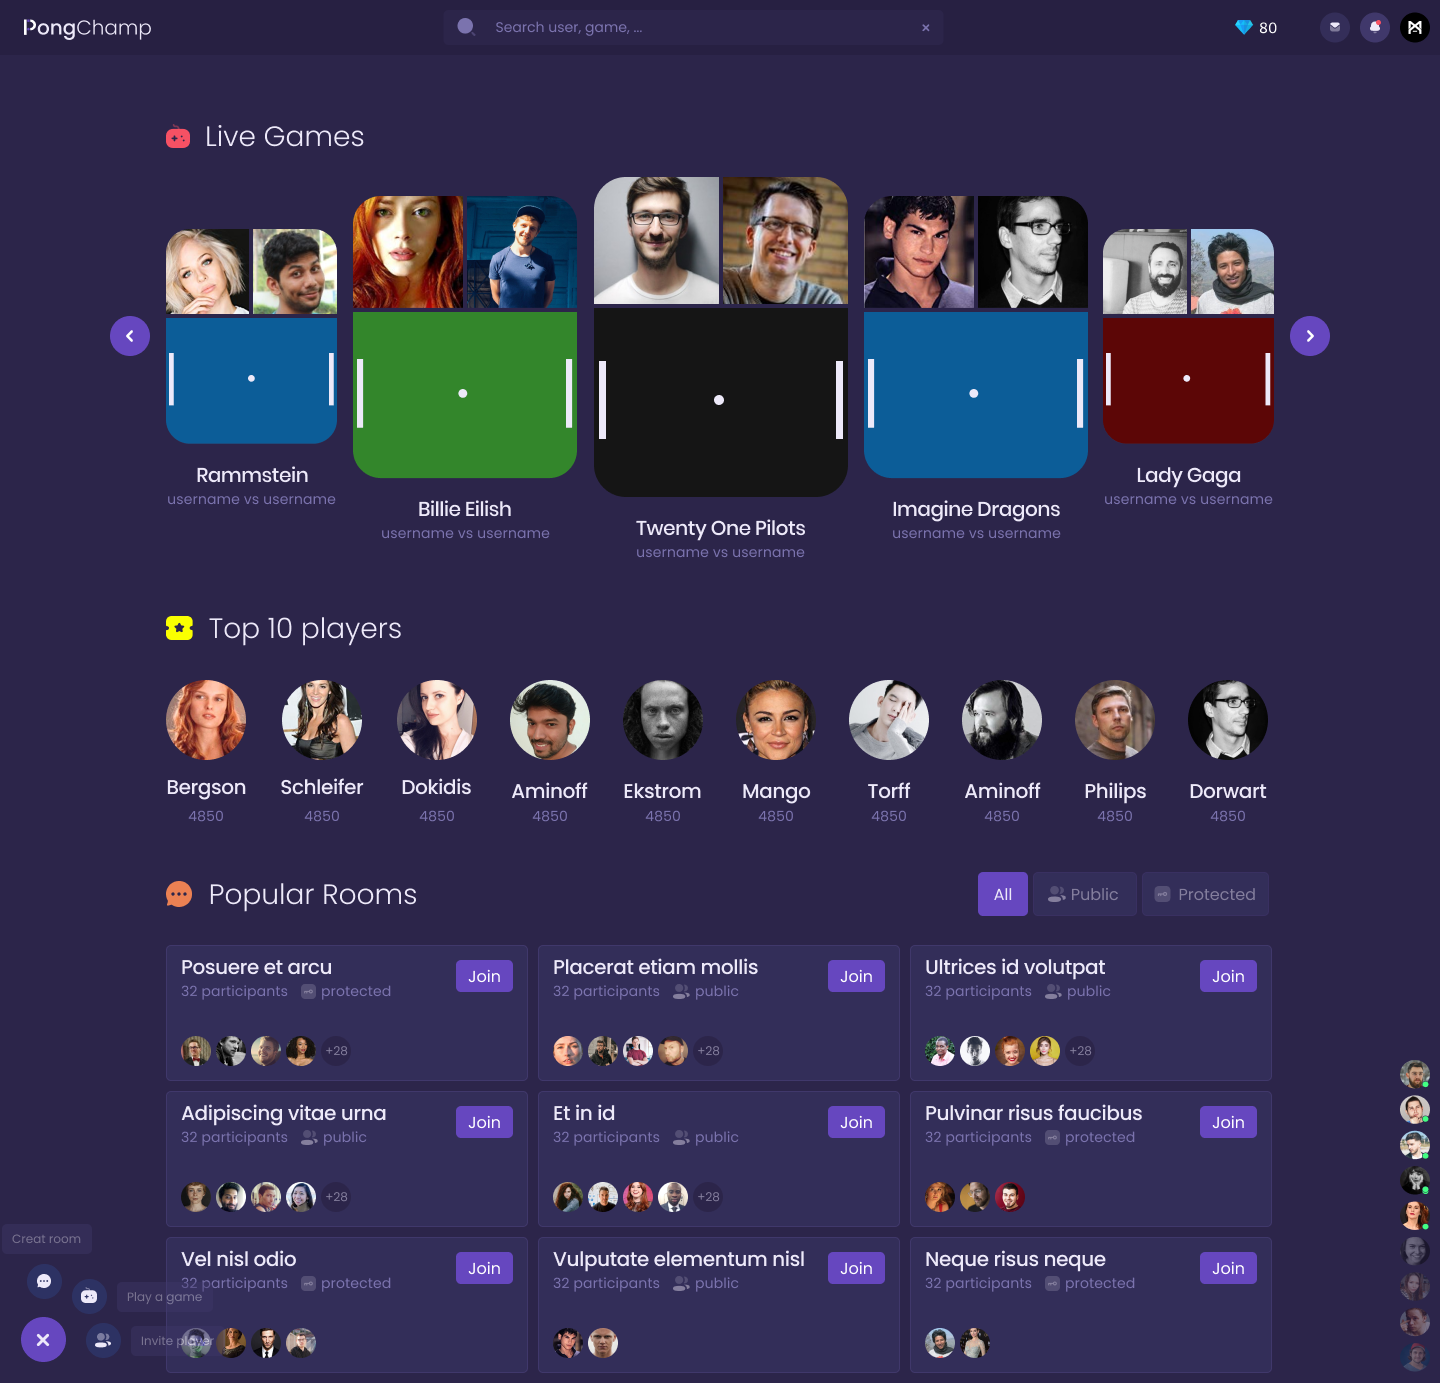 PongChamp
Search user, game, ...
80
Live Games
Rammstein
username vs username
Billie Eilish
username vs username
Twenty One Pilots
username vs username
Imagine Dragons
username vs username
Lady Gaga
username vs username
Top 10 players
Bergson
4850
Schleifer
4850
Dokidis
4850
Aminoff
4850
Ekstrom
4850
Mango
4850
Torff
4850
Aminoff
4850
Philips
4850
Dorwart
4850
Popular Rooms
All
Public
Protected
Posuere et arcu
32 participants protected
Join
+28
Placerat etiam mollis
32 participants public
Join
+28
Ultrices id volutpat
32 participants public
Join
+28
Adipiscing vitae urna
32 participants public
Join
+28
Et in id
32 participants public
Join
+28
Pulvinar risus faucibus
32 participants protected
Join
Vel nisl odio
32 participants protected
Join
Vulputate elementum nisl
32 participants public
Join
Neque risus neque
32 participants protected
Join
Creat room
Play a game
Invite player